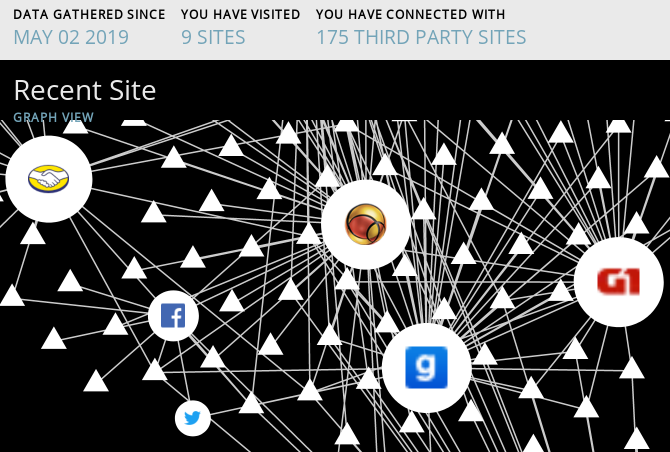 DATA GATHERED SINCE YOU HAVE VISITED YOU HAVE CONNECTED WITH
MAY 02 2019 9 SITES 175 THIRD PARTY SITES
Recent Site
GRAPH VIEW
f
G1
g